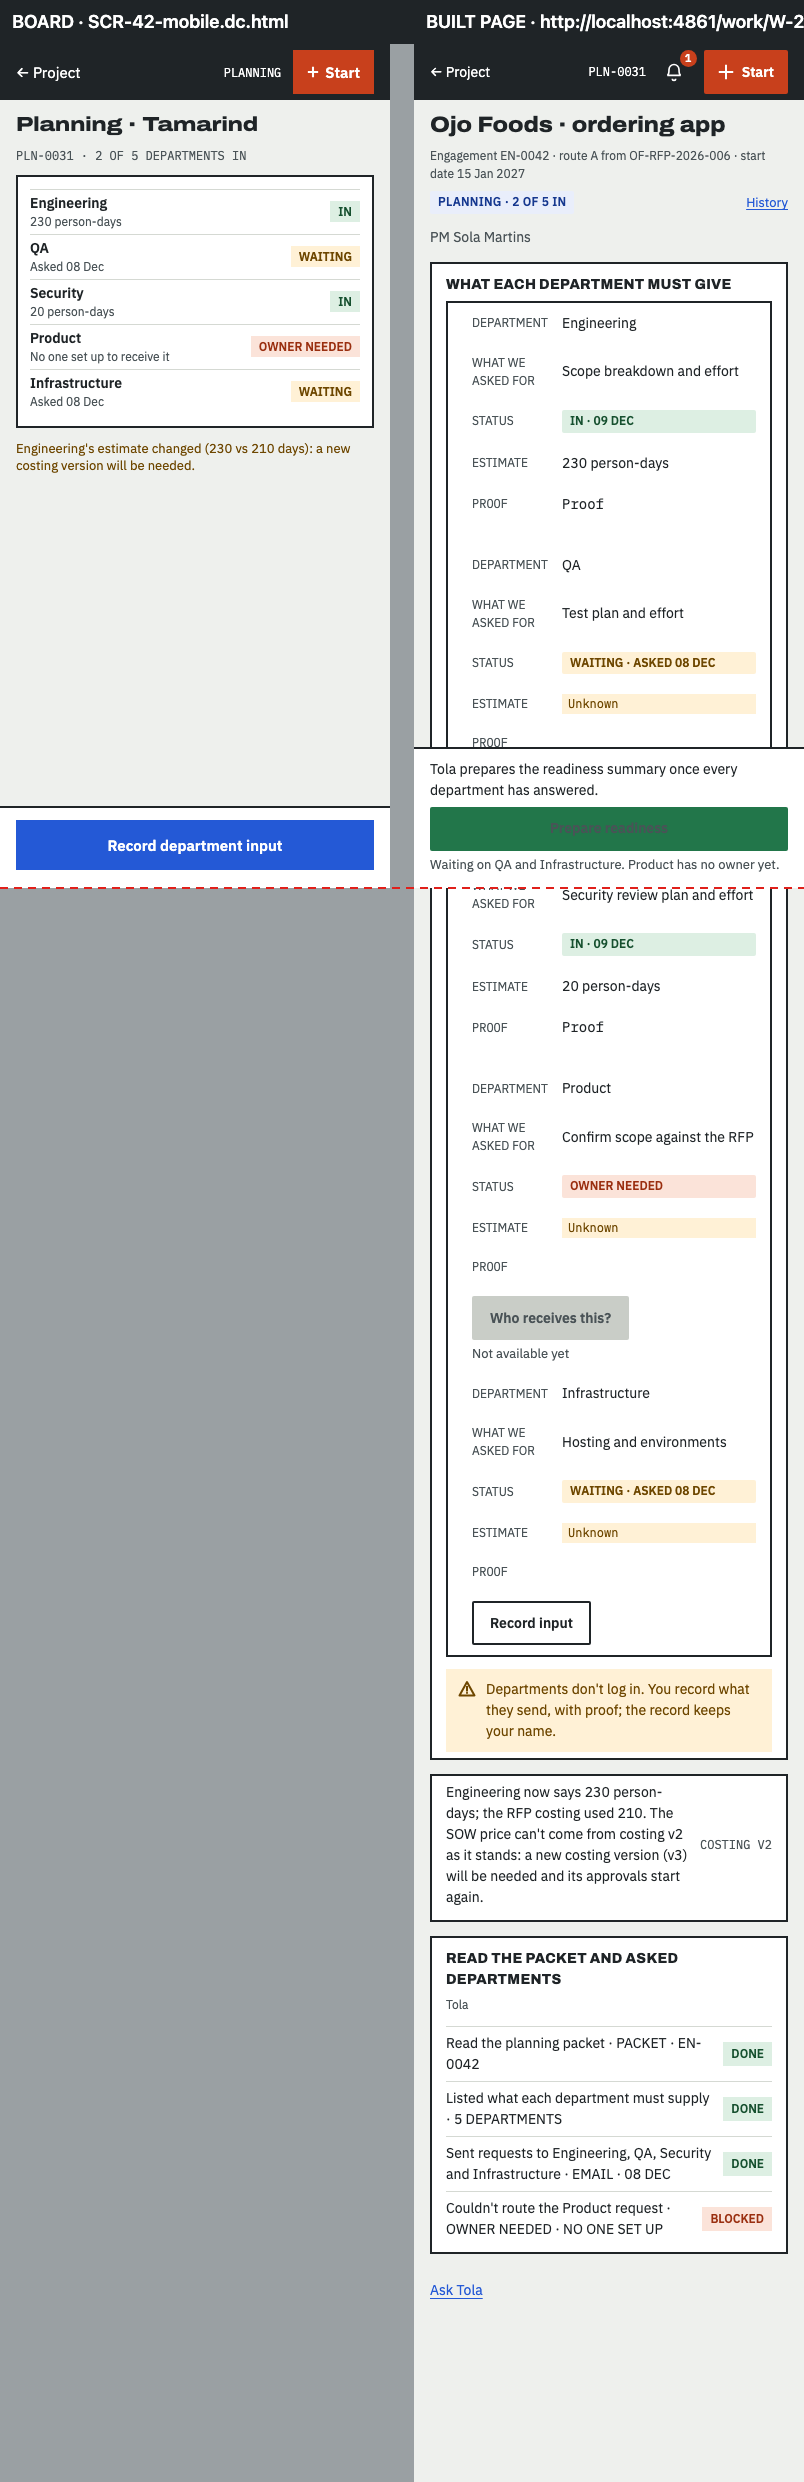 BOARD · SCR-42-mobile.dc.html
← Project
PLANNING
+ Start
Planning · Tamarind
PLN-0031 · 2 OF 5 DEPARTMENTS IN
Engineering
230 person-days
IN
QA
Asked 08 Dec
WAITING
Security
20 person-days
IN
Product
No one set up to receive it
OWNER NEEDED
Infrastructure
Asked 08 Dec
WAITING
Engineering's estimate changed (230 vs 210 days): a new
costing version will be needed.
Record department input
BUILT PAGE · http://localhost:4861/work/W-2
← Project
PLN-0031
1
+ Start
Ojo Foods · ordering app
Engagement EN-0042 · route A from OF-RFP-2026-006 · start
date 15 Jan 2027
PLANNING · 2 OF 5 IN
History
PM Sola Martins
WHAT EACH DEPARTMENT MUST GIVE
DEPARTMENT Engineering
WHAT WE
ASKED FOR
Scope breakdown and effort
STATUS IN · 09 DEC
ESTIMATE 230 person-days
PROOF Proof
DEPARTMENT QA
WHAT WE
ASKED FOR
Test plan and effort
STATUS WAITING · ASKED 08 DEC
ESTIMATE Unknown
PROOF
Tola prepares the readiness summary once every
department has answered.
Prepare readiness
Waiting on QA and Infrastructure. Product has no owner yet.
ASKED FOR
Security review plan and effort
STATUS IN · 09 DEC
ESTIMATE 20 person-days
PROOF Proof
DEPARTMENT Product
WHAT WE
ASKED FOR
Confirm scope against the RFP
STATUS OWNER NEEDED
ESTIMATE Unknown
PROOF
Who receives this?
Not available yet
DEPARTMENT Infrastructure
WHAT WE
ASKED FOR
Hosting and environments
STATUS WAITING · ASKED 08 DEC
ESTIMATE Unknown
PROOF
Record input
Departments don't log in. You record what
they send, with proof; the record keeps
your name.
Engineering now says 230 person-
days; the RFP costing used 210. The
SOW price can't come from costing v2
as it stands: a new costing version (v3)
will be needed and its approvals start
again.
COSTING V2
READ THE PACKET AND ASKED
DEPARTMENTS
Tola
Read the planning packet · PACKET · EN-
0042
DONE
Listed what each department must supply
· 5 DEPARTMENTS
DONE
Sent requests to Engineering, QA, Security
and Infrastructure · EMAIL · 08 DEC
DONE
Couldn't route the Product request ·
OWNER NEEDED · NO ONE SET UP
BLOCKED
Ask Tola